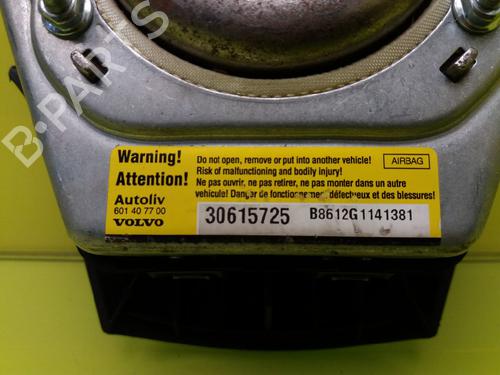 B-PARTS
Warning!
Attention!
Do not open, remove or put into another vehicle!
Risk of malfunctioning and bodily injury!
AIRBAG
Ne pas ouvrir, ne pas retirer, ne pas monter dans un autre
vehicule! Danger de fonctionnement défectueux et des blessures!
Autoliv
601 40 77 00
VOLVO
30615725
B8612G1141381